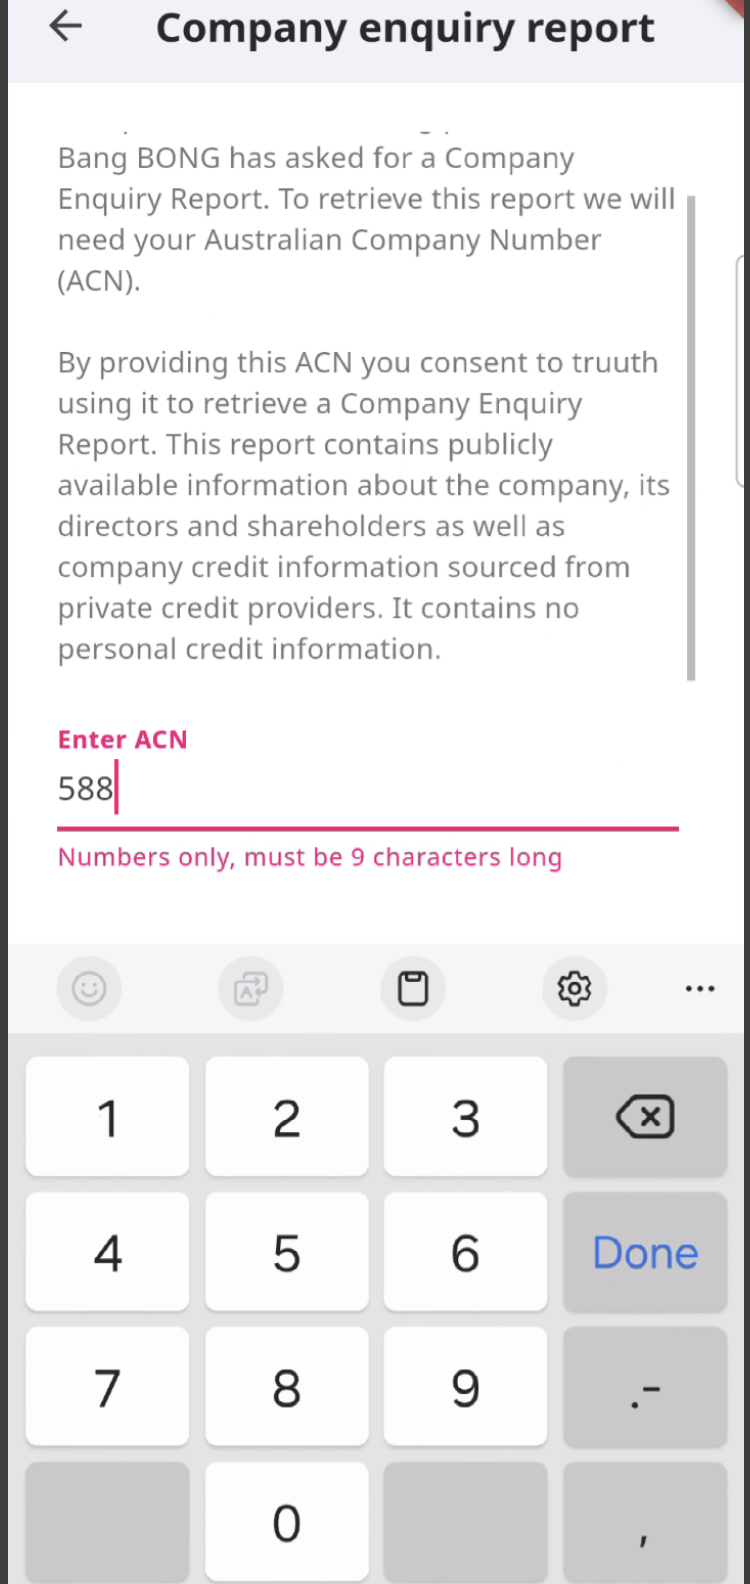 Company enquiry report
Bang BONG has asked for a Company
Enquiry Report. To retrieve this report we will
need your Australian Company Number
(ACN).
By providing this ACN you consent to truuth
using it to retrieve a Company Enquiry
Report. This report contains publicly
available information about the company, its
directors and shareholders as well as
company credit information sourced from
private credit providers. It contains no
personal credit information.
Enter ACN
588
Numbers only, must be 9 characters long
1 2 3
4 5 6 Done
7 8 9 .-
0 ,